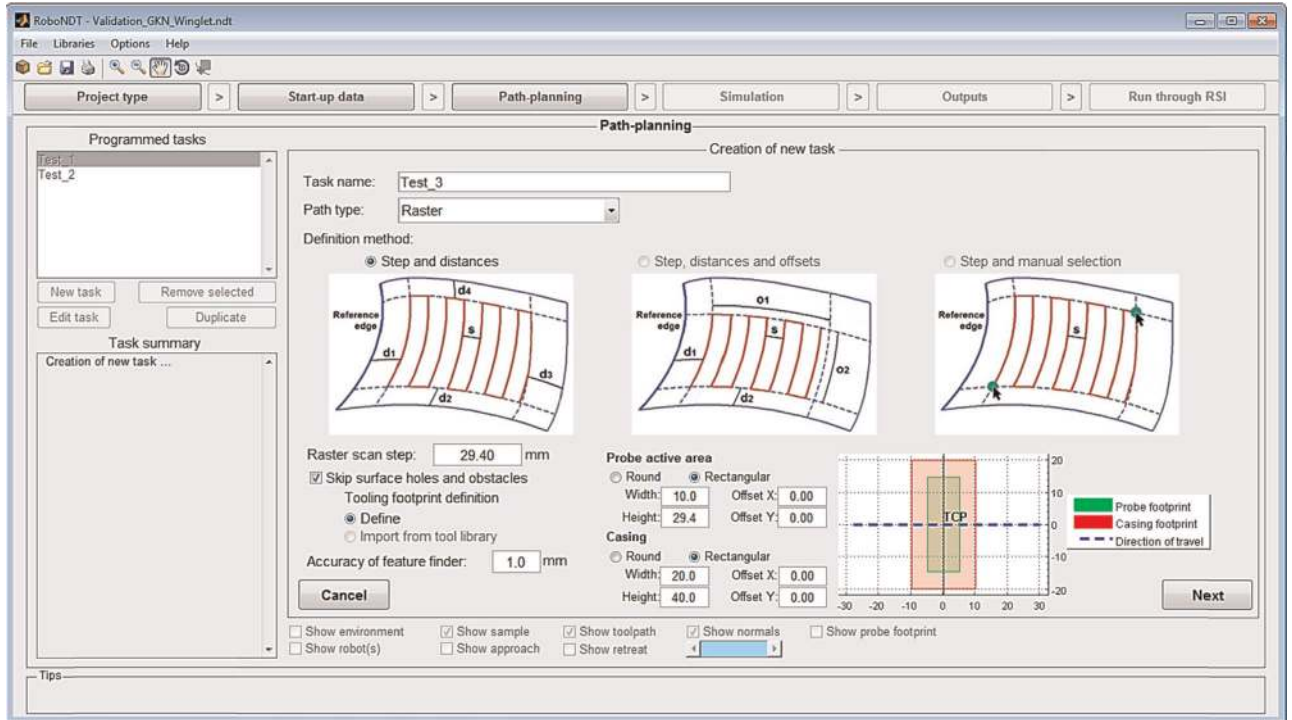 RoboNDT - Validation_GKN_Winglet.ndt
File Libraries Options Help
Project type > Start-up data > Path-planning > Simulation > Outputs > Run through RSI
Path-planning
Programmed tasks
Test_1
Test_2
New task Remove selected
Edit task Duplicate
Task summary
Creation of new task ...
Creation of new task
Task name: Test_3
Path type: Raster
Definition method:
Step and distances
Step, distances and offsets
Step and manual selection
Reference edge d4 s d1 d3 d2
Reference edge o1 s d1 o2 d2
Reference edge s
Raster scan step: 29.40 mm
Skip surface holes and obstacles
Tooling footprint definition
Define
Import from tool library
Accuracy of feature finder: 1.0 mm
Cancel
Probe active area
Round Rectangular
Width: 10.0 Offset X: 0.00
Height: 29.4 Offset Y: 0.00
Casing
Round Rectangular
Width: 20.0 Offset X: 0.00
Height: 40.0 Offset Y: 0.00
20
10
TCP 0
-10
-20
-30 -20 -10 0 10 20 30
Probe footprint
Casing footprint
Direction of travel
Next
Show environment Show sample Show toolpath Show normals Show probe footprint
Show robot(s) Show approach Show retreat
Tips